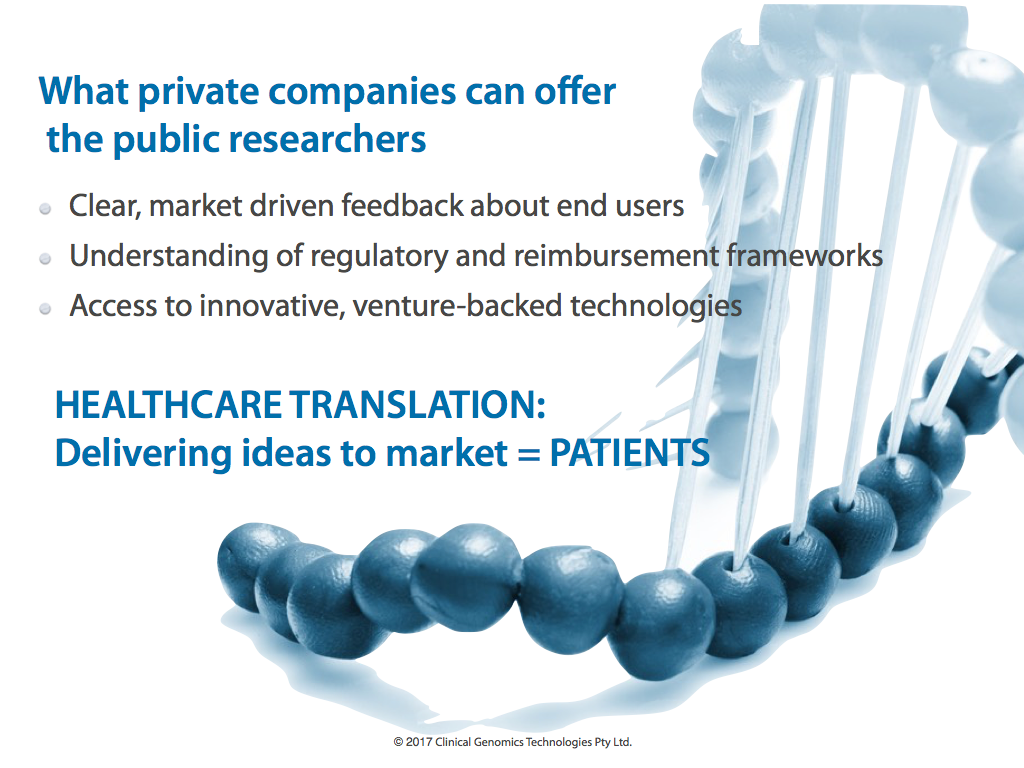 What private companies can offer
the public researchers
Clear, market driven feedback about end users
Understanding of regulatory and reimbursement frameworks
Access to innovative, venture-backed technologies
HEALTHCARE TRANSLATION:
Delivering ideas to market = PATIENTS
© 2017 Clinical Genomics Technologies Pty Ltd.